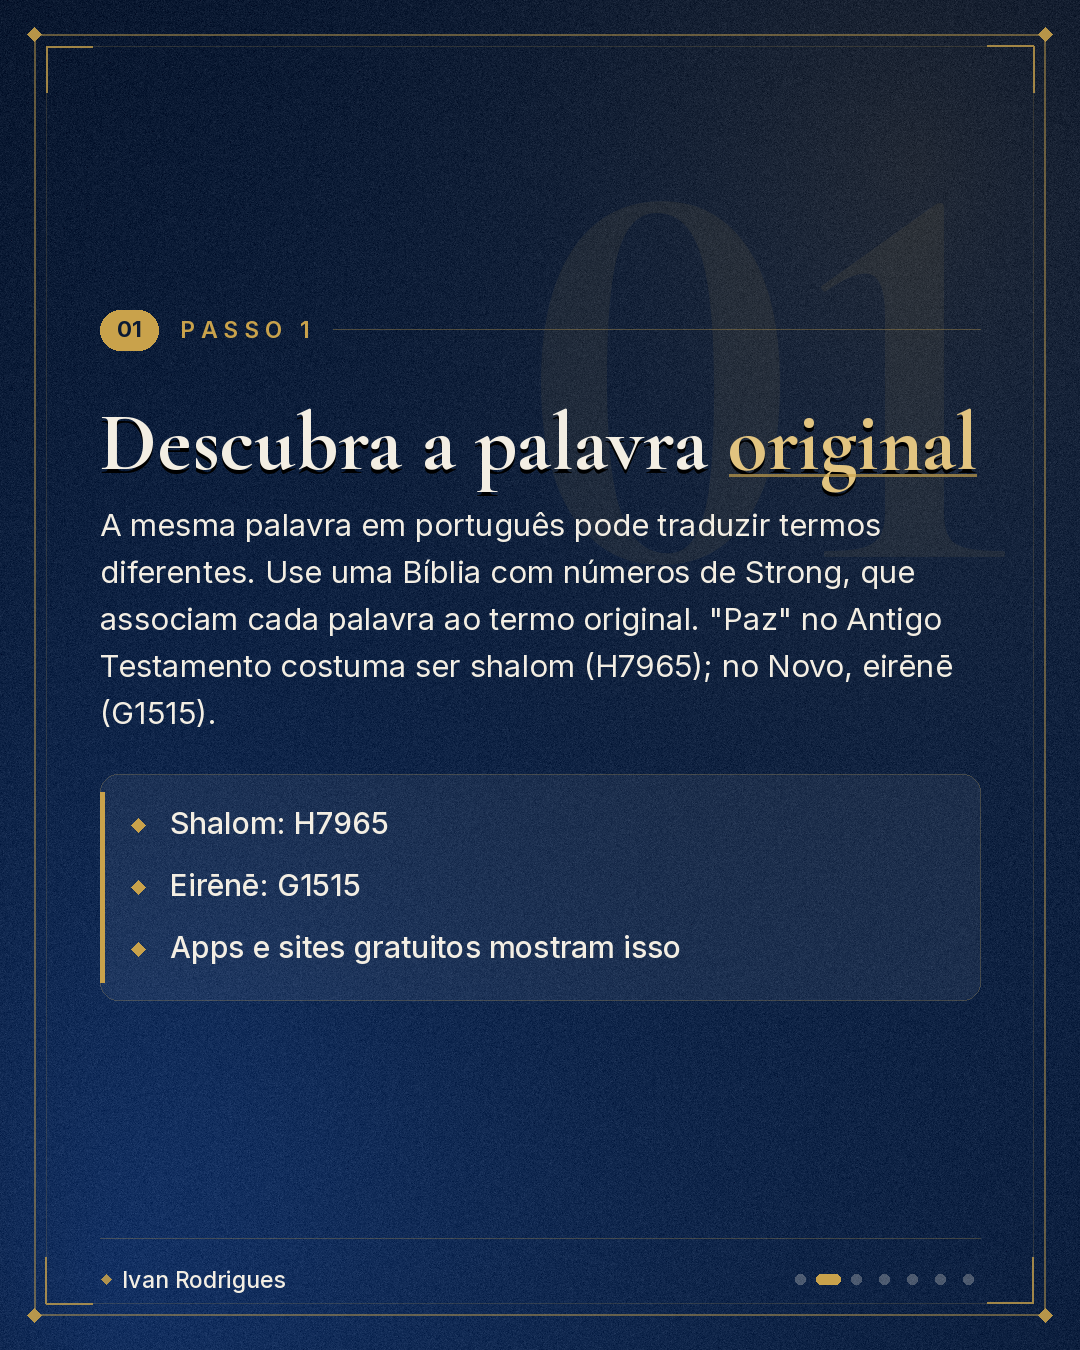 01
01 PASSO 1
Descubra a palavra original
A mesma palavra em português pode traduzir termos
diferentes. Use uma Bíblia com números de Strong, que
associam cada palavra ao termo original. "Paz" no Antigo
Testamento costuma ser shalom (H7965); no Novo, eirēnē
(G1515).
Shalom: H7965
Eirēnē: G1515
Apps e sites gratuitos mostram isso
Ivan Rodrigues